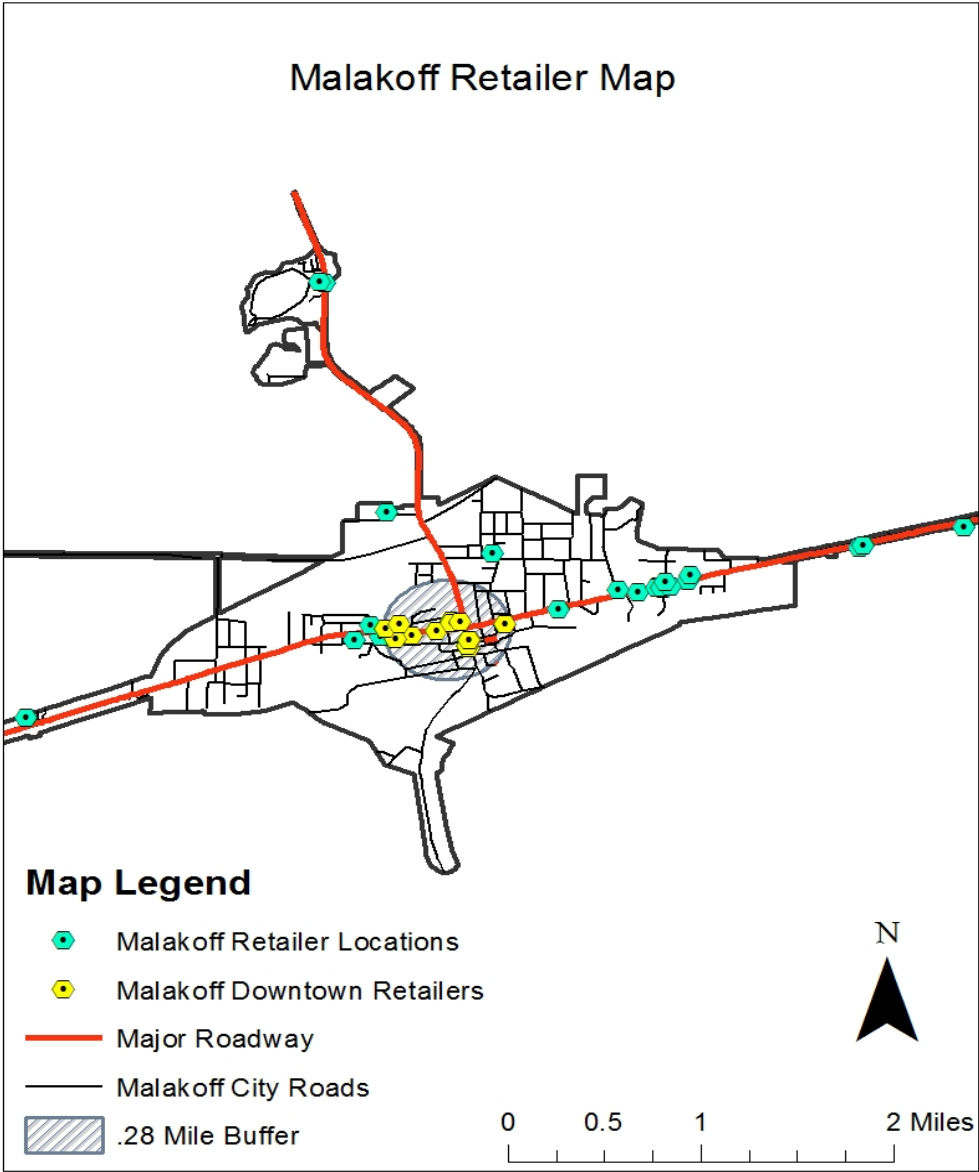 Malakoff Retailer Map
Map Legend
Malakoff Retailer Locations
Malakoff Downtown Retailers
Major Roadway
Malakoff City Roads
.28 Mile Buffer
N
0 0.5 1 2 Miles